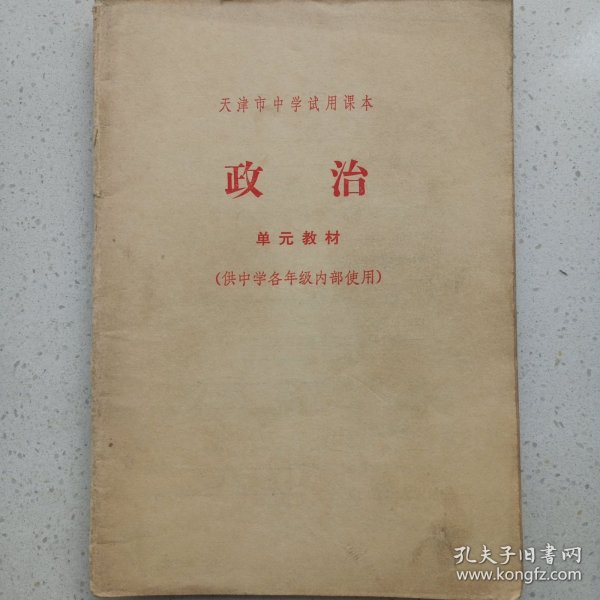 天津市中学试用课本
政治
单元教材
(供中学各年级内部使用)
孔夫子旧书网
www.kongfz.com